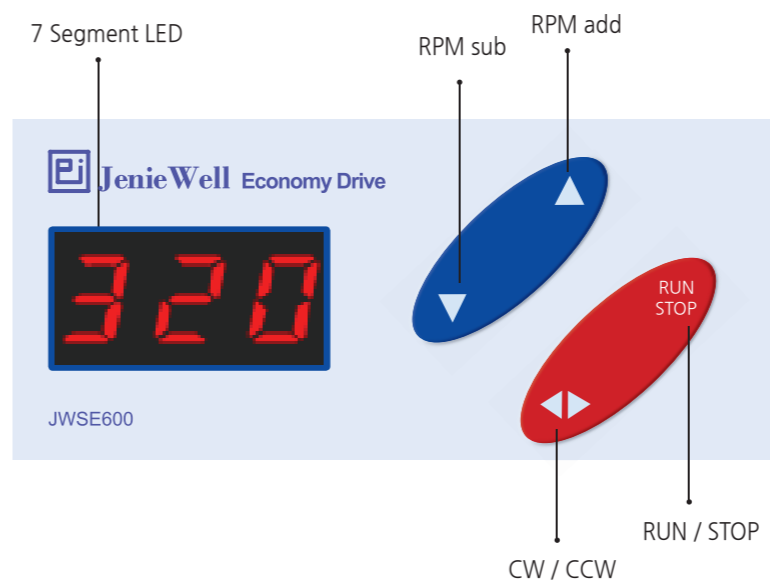 7 Segment LED
RPM sub
RPM add
JenieWell Economy Drive
320
RUN
STOP
JWSE600
RUN / STOP
CW / CCW